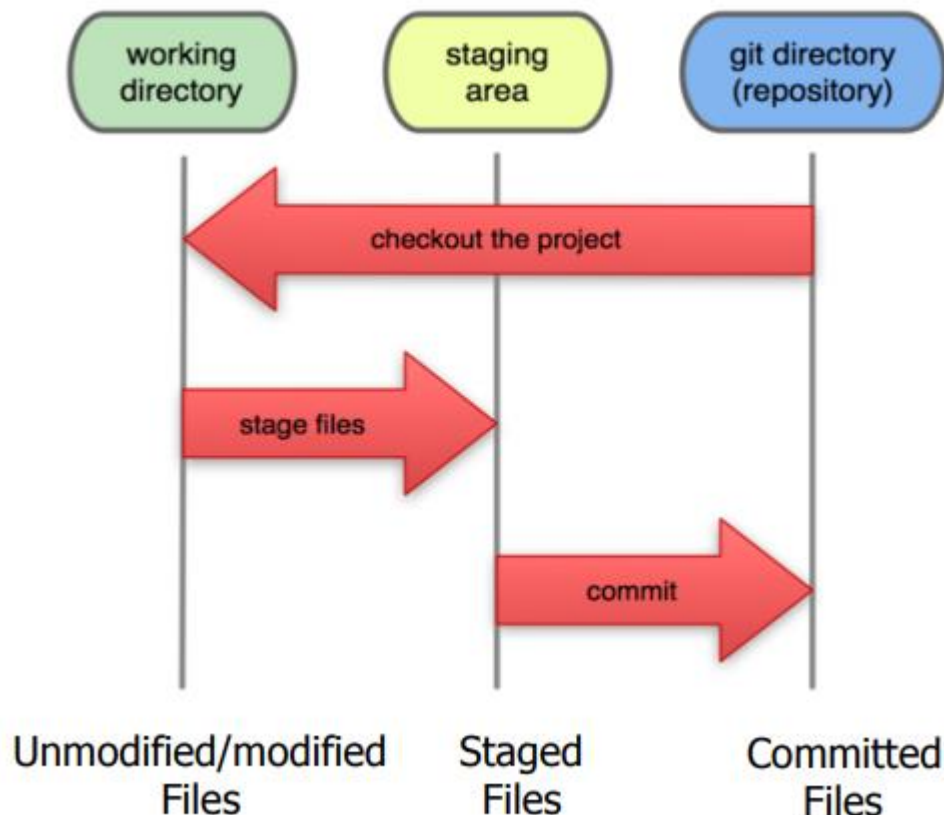 working
directory
staging
area
git directory
(repository)
checkout the project
stage files
commit
Unmodified/modified
Files
Staged
Files
Committed
Files